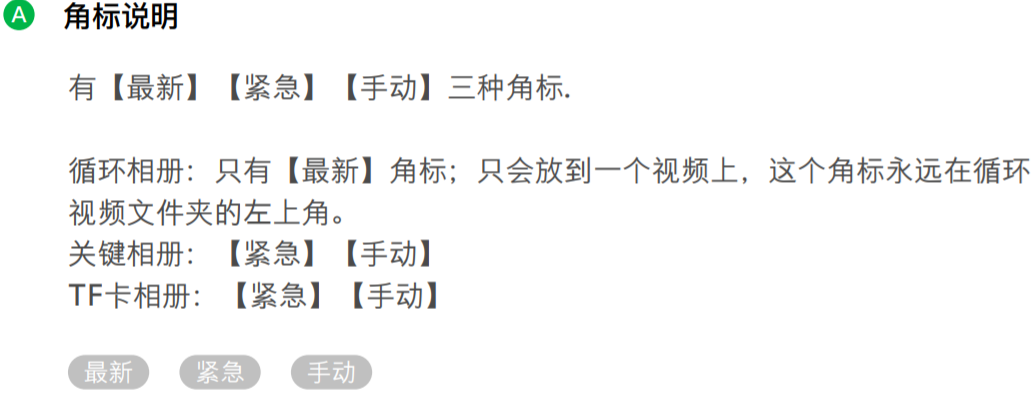 A 角标说明
有【最新】【紧急】【手动】三种角标.
循环相册：只有【最新】角标；只会放到一个视频上，这个角标永远在循环
视频文件夹的左上角。
关键相册：【紧急】【手动】
TF卡相册：【紧急】【手动】
最新 紧急 手动